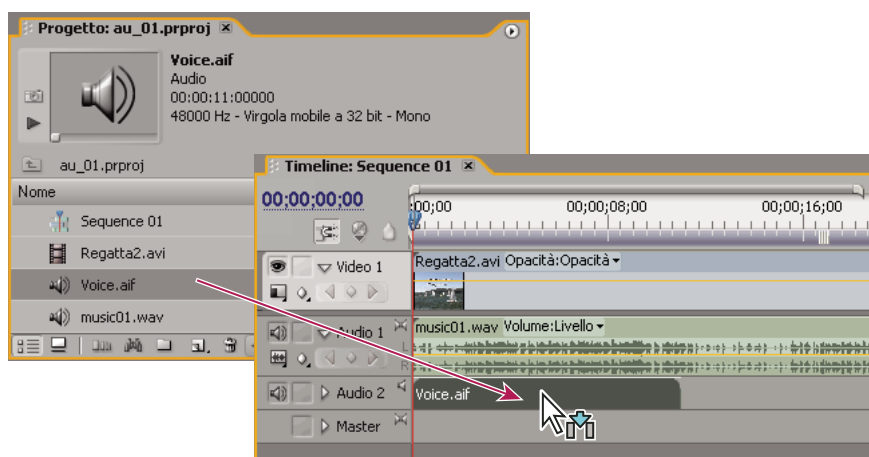 Progetto: au_01.prproj
Voice.aif
Audio
00:00:11:00000
48000 Hz - Virgola mobile a 32 bit - Mono
au_01.prproj
Nome
Sequence 01
Regatta2.avi
Voice.aif
music01.wav
Timeline: Sequence 01
00;00;00;00
;00;00 00;00;08;00 00;00;16;00
Video 1
Regatta2.avi Opacità:Opacità
Audio 1
music01.wav Volume:Livello
L
R
Audio 2
Voice.aif
Master